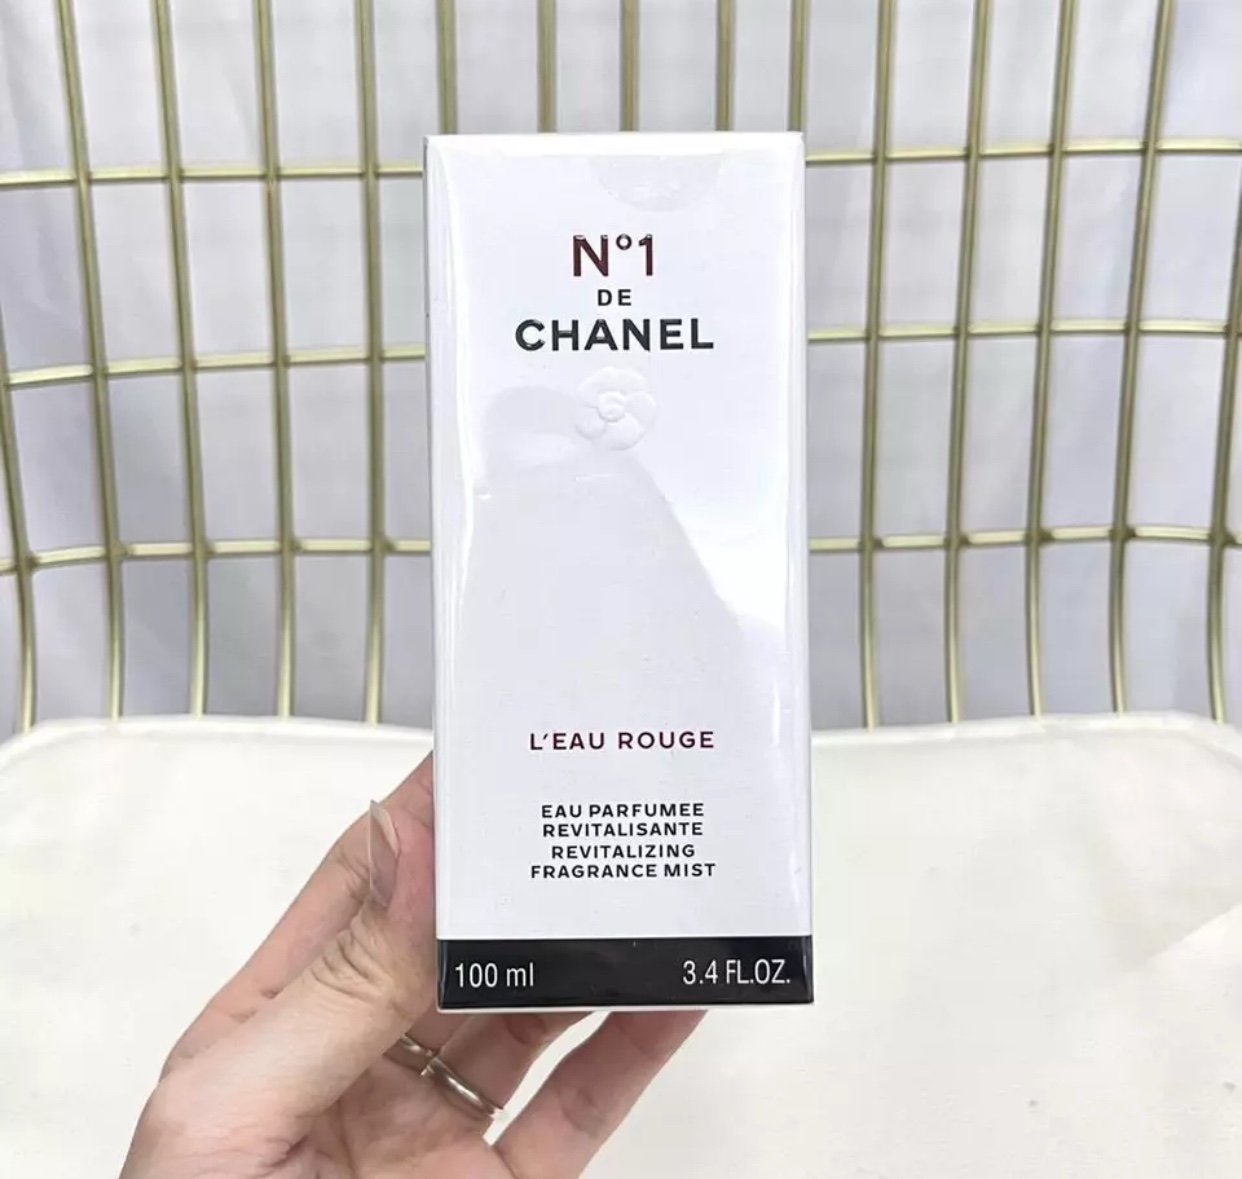 N°1
DE
CHANEL
L'EAU ROUGE
EAU PARFUMEE
REVITALISANTE
REVITALIZING
FRAGRANCE MIST
100 ml 3.4 FL.OZ.